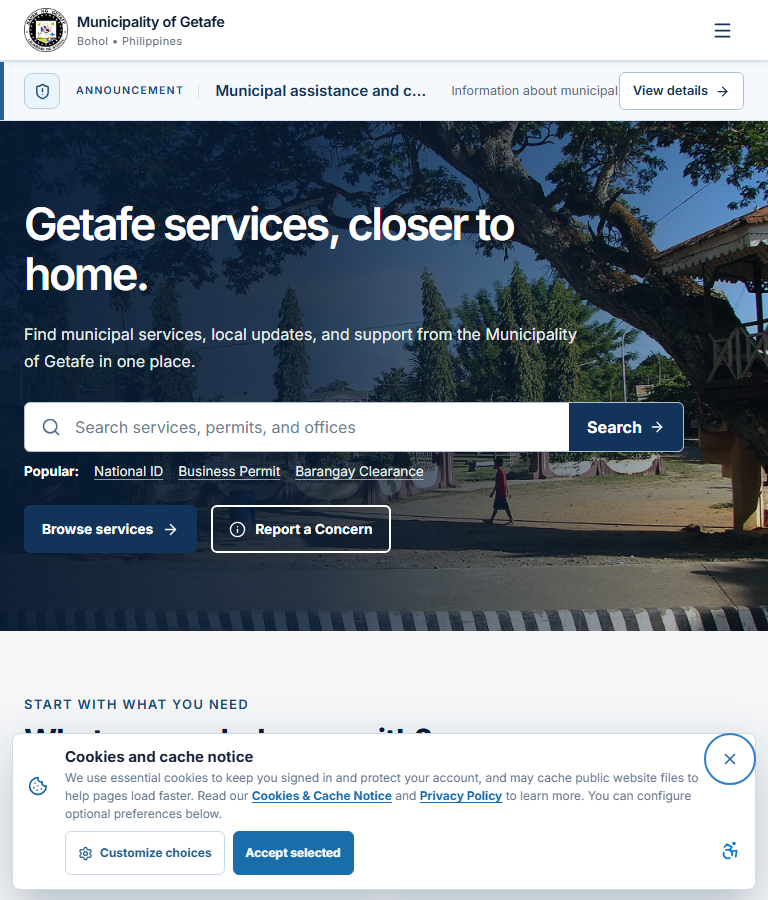 Municipality of Getafe
Bohol • Philippines
ANNOUNCEMENT
Municipal assistance and c...
Information about municipal
View details
Getafe services, closer to
home.
Find municipal services, local updates, and support from the Municipality
of Getafe in one place.
Search services, permits, and offices
Search
Popular: National ID Business Permit Barangay Clearance
Browse services
Report a Concern
START WITH WHAT YOU NEED
Cookies and cache notice
We use essential cookies to keep you signed in and protect your account, and may cache public website files to
help pages load faster. Read our Cookies & Cache Notice and Privacy Policy to learn more. You can configure
optional preferences below.
Customize choices
Accept selected